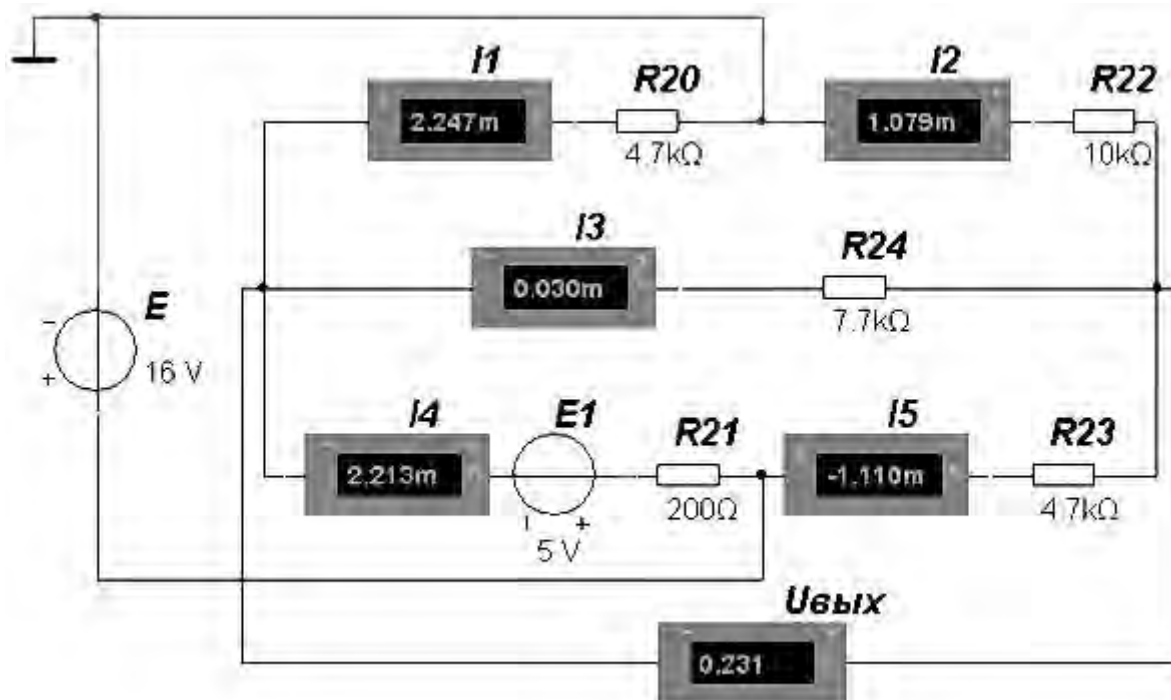 I1
R20
I2
R22
2.247m
4.7kΩ
1.079m
10kΩ
I3
R24
0.030m
7.7kΩ
E
-
+
16 V
I4
E1
R21
I5
R23
2.213m
200Ω
-1.110m
4.7kΩ
- +
5 V
Uвых
0.231